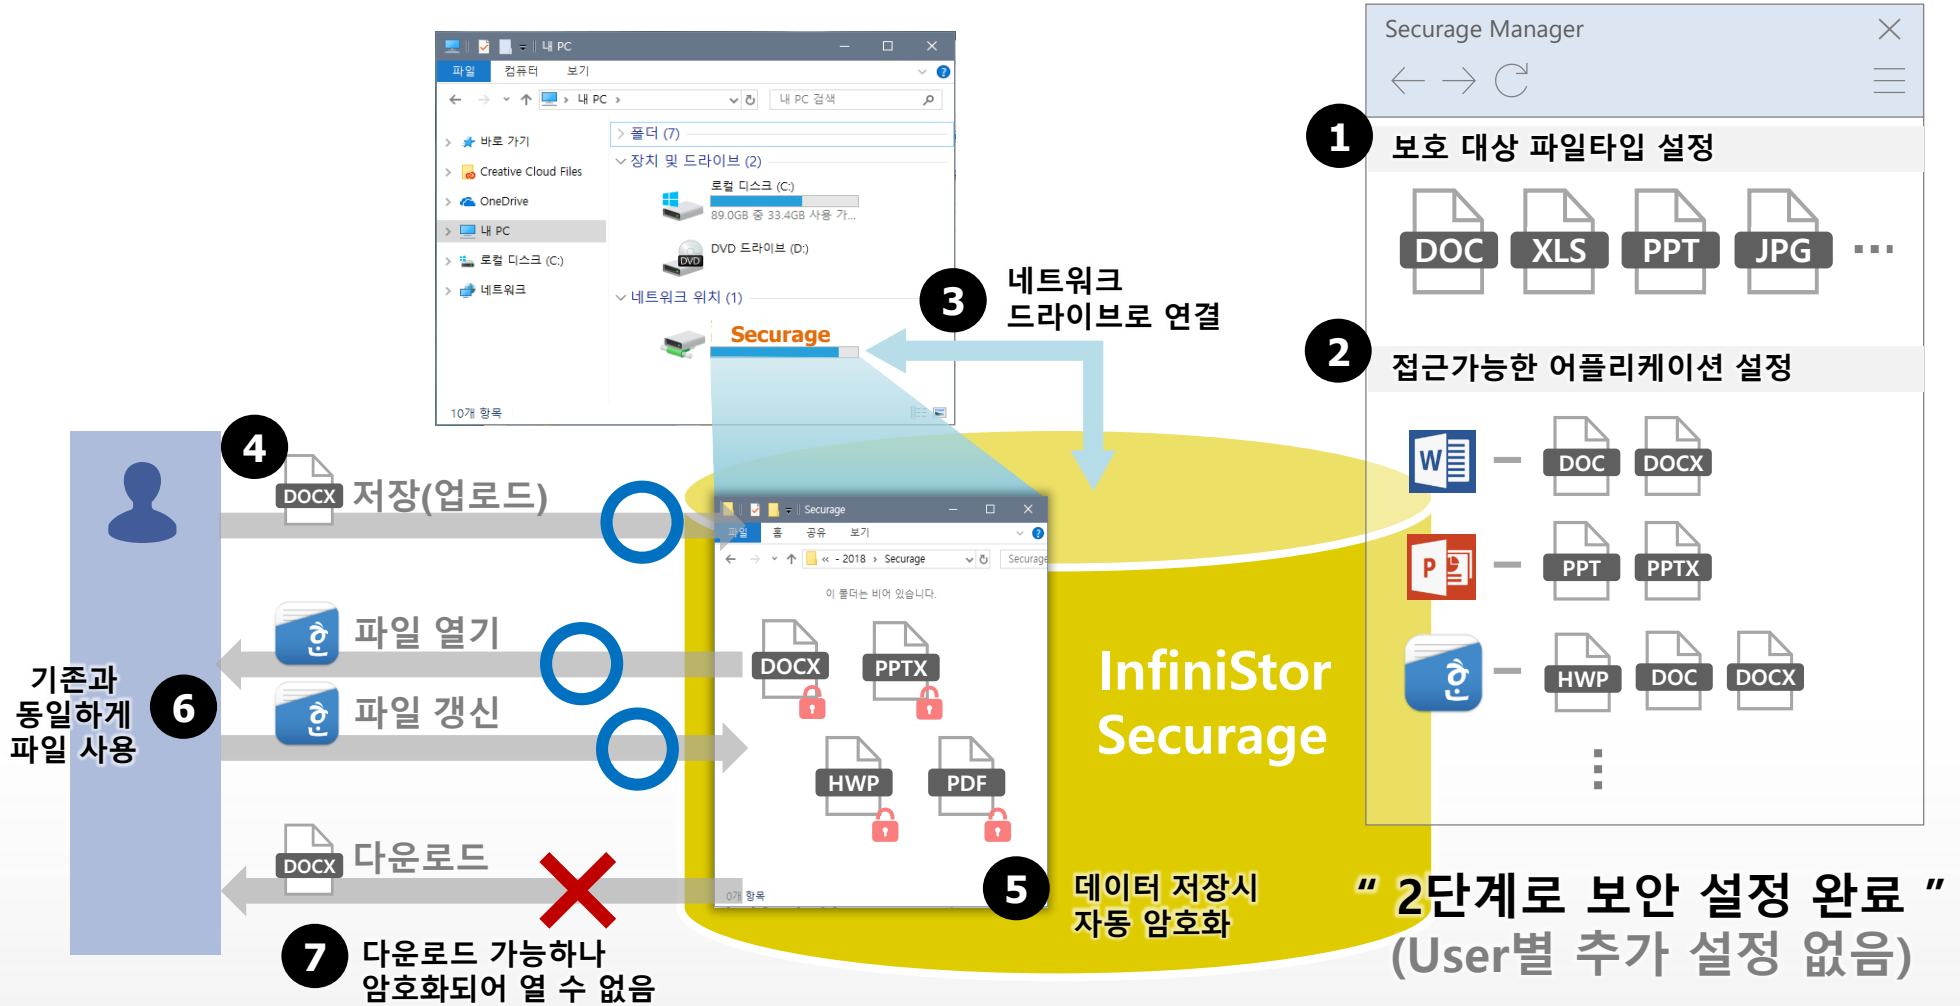 내 PC
파일 컴퓨터 보기
내 PC
내 PC 검색
바로 가기
Creative Cloud Files
OneDrive
내 PC
로컬 디스크 (C:)
네트워크
폴더 (7)
장치 및 드라이브 (2)
로컬 디스크 (C:)
89.0GB 중 33.4GB 사용 가...
DVD
DVD 드라이브 (D:)
네트워크 위치 (1)
Securage
10개 항목
Securage Manager
1 보호 대상 파일타입 설정
DOC XLS PPT JPG ...
2 접근가능한 어플리케이션 설정
W DOC DOCX
P PPT PPTX
HWP DOC DOCX
3 네트워크
드라이브로 연결
4
DOCX 저장(업로드)
파일 열기
파일 갱신
기존과
동일하게
파일 사용
6
DOCX 다운로드
7 다운로드 가능하나
암호화되어 열 수 없음
Securage
파일 홈 공유 보기
« - 2018 > Securage
Securage
이 폴더는 비어 있습니다.
DOCX PPTX
HWP PDF
0개 항목
InfiniStor
Securage
5 데이터 저장시
자동 암호화
“ 2단계로 보안 설정 완료 ”
(User별 추가 설정 없음)